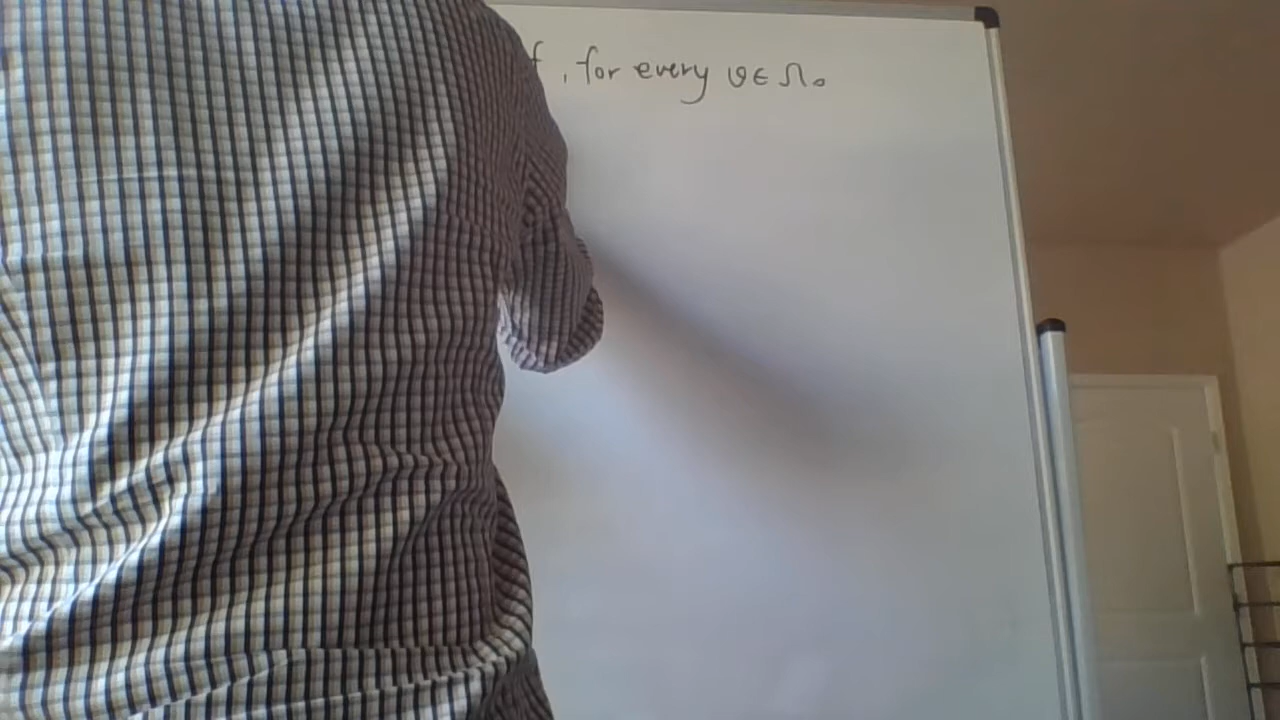 f, for every ϑ ∈ Ω.